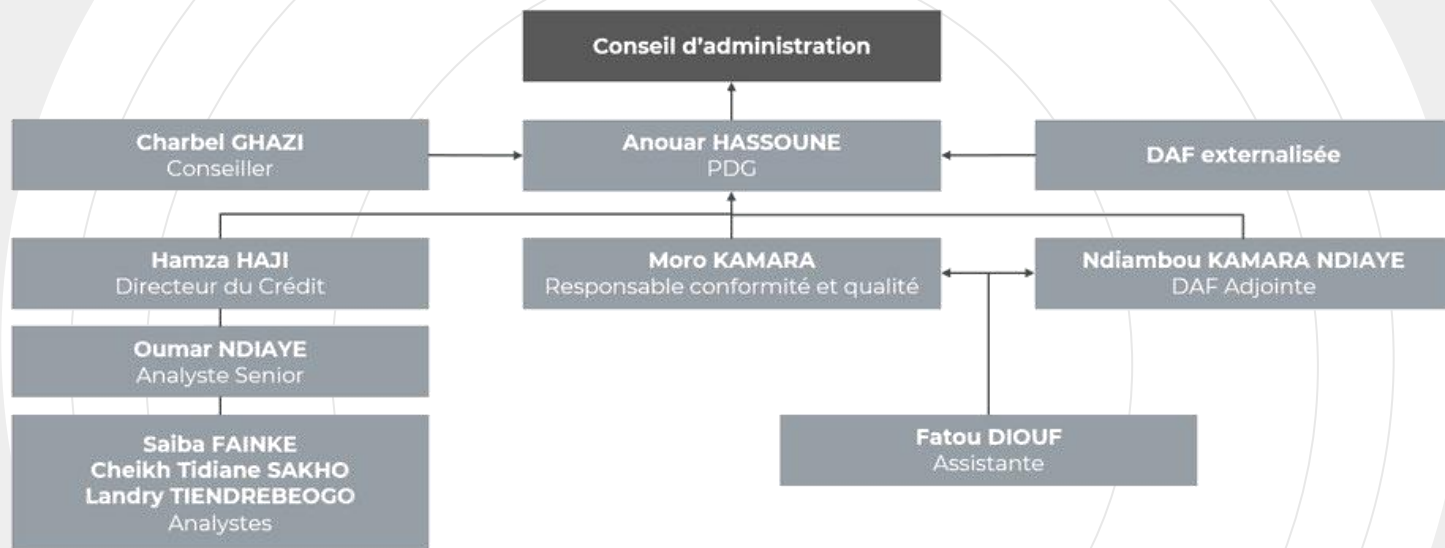 Conseil d’administration
Charbel GHAZI
Conseiller
Anouar HASSOUNE
PDG
DAF externalisée
Hamza HAJI
Directeur du Crédit
Moro KAMARA
Responsable conformité et qualité
Ndiambou KAMARA NDIAYE
DAF Adjointe
Oumar NDIAYE
Analyste Senior
Saiba FAINKE
Cheikh Tidiane SAKHO
Landry TIENDREBEOGO
Analystes
Fatou DIOUF
Assistante